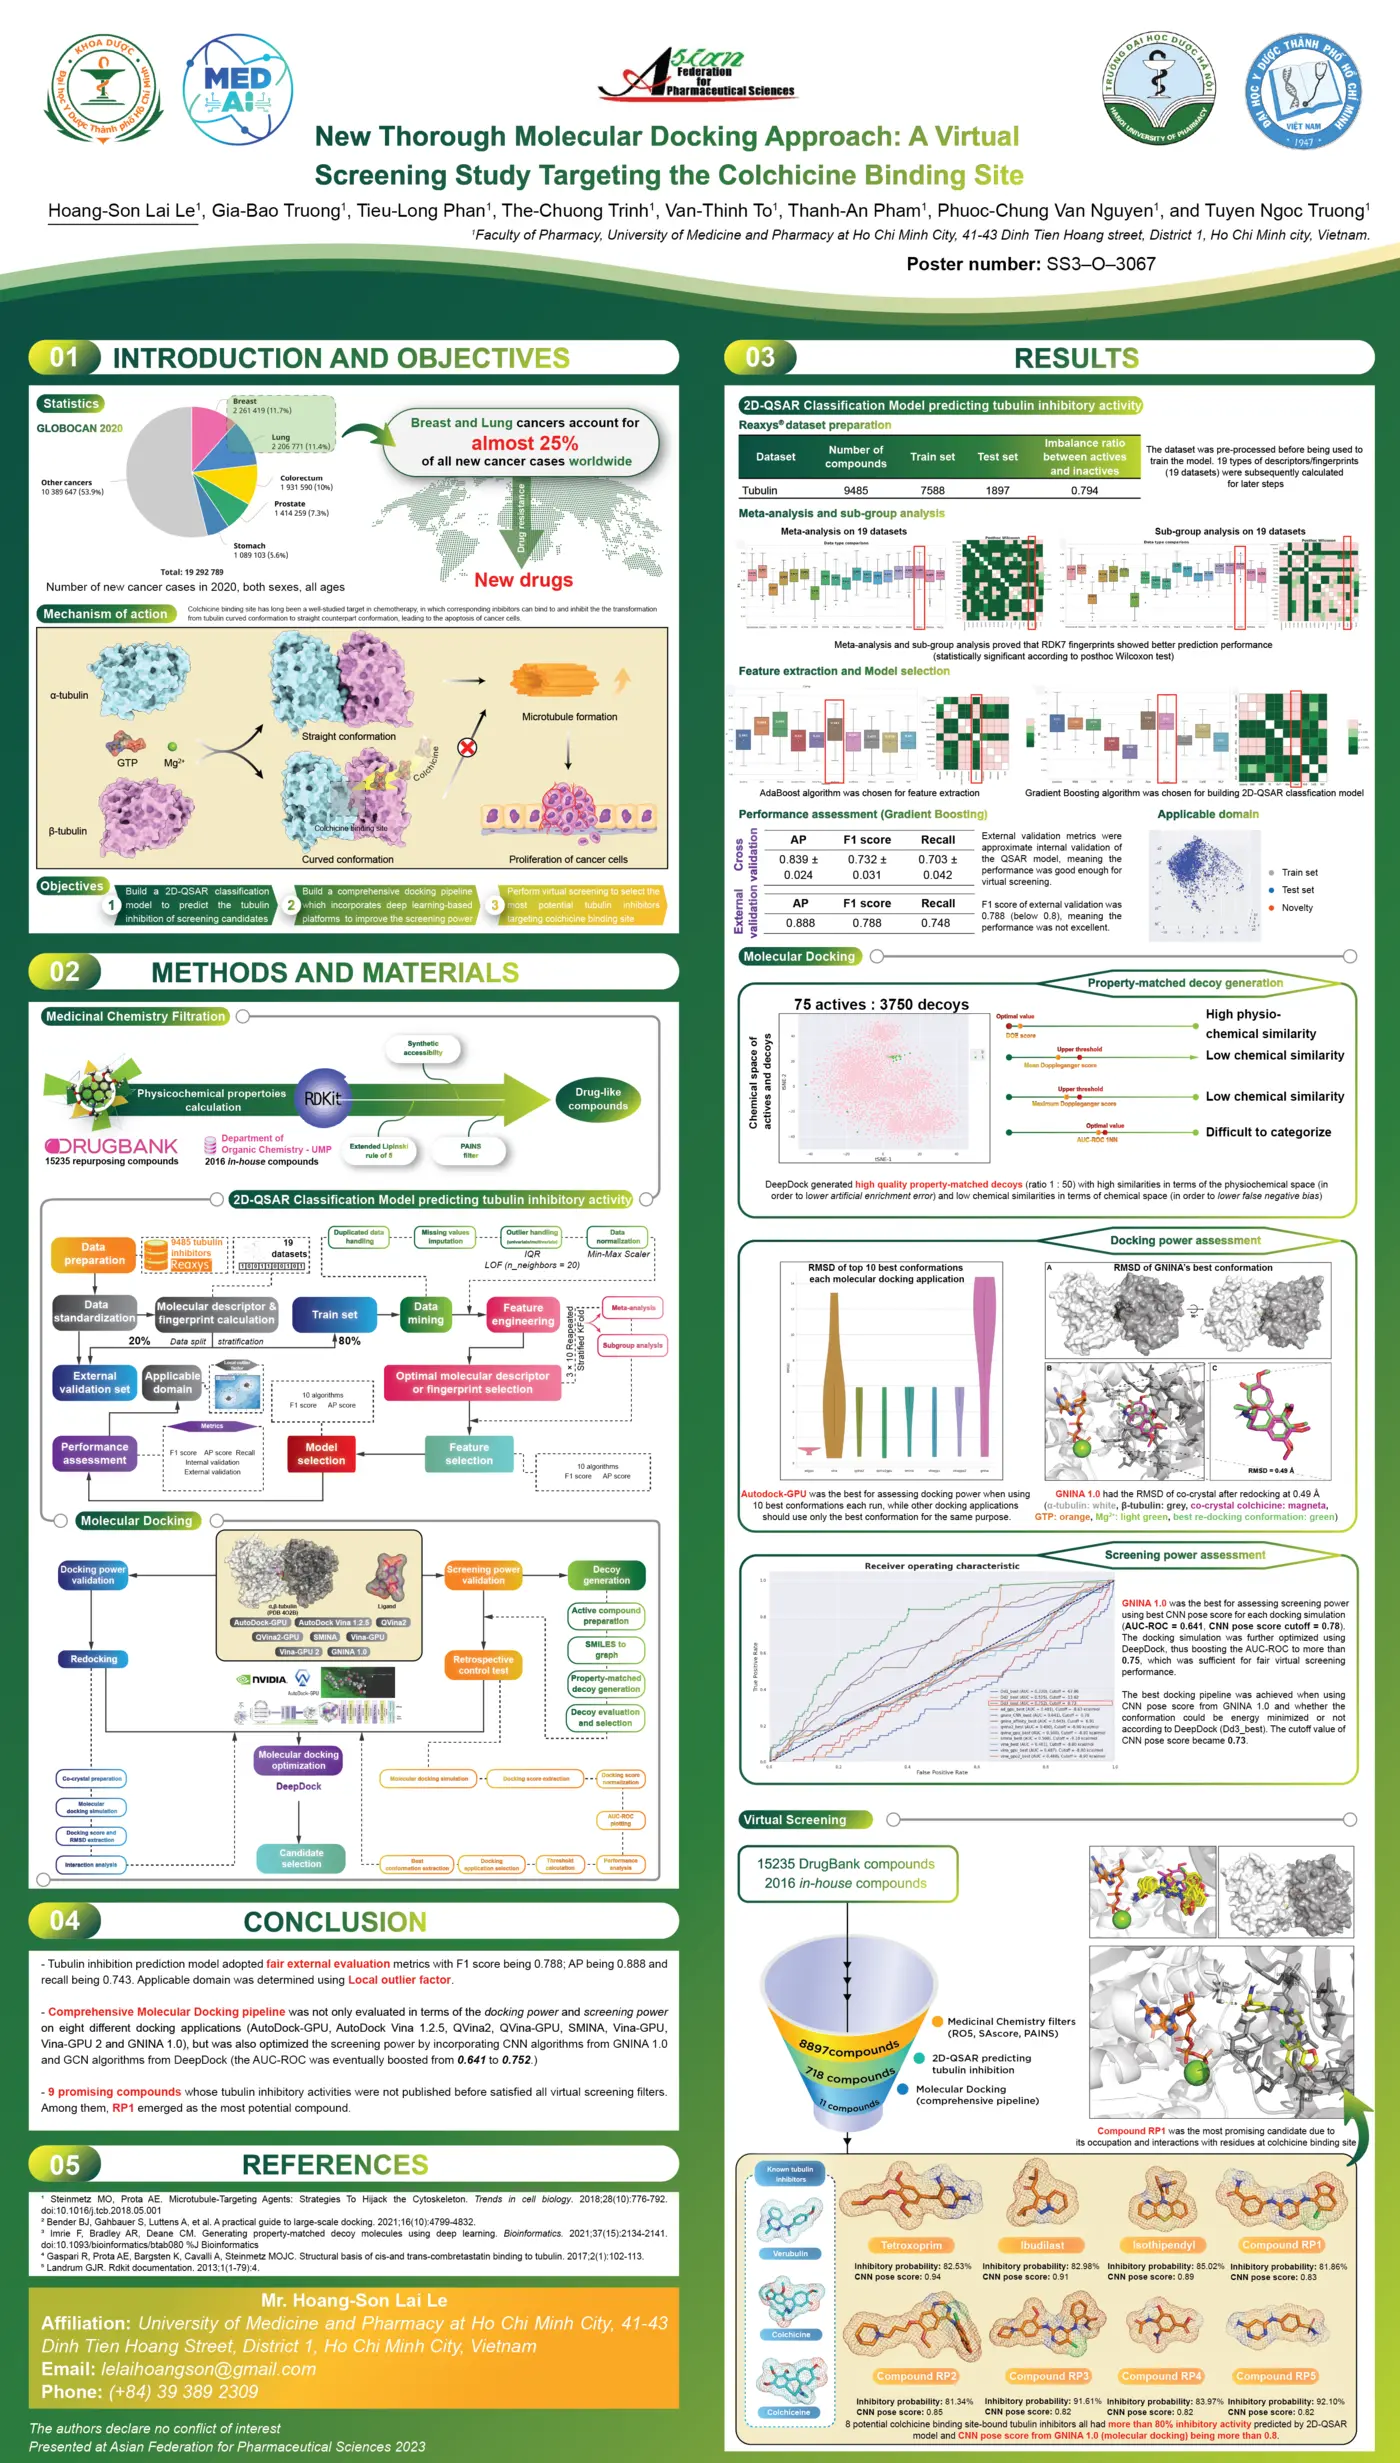 KHOA DƯỢC
Đại học Y Dược Thành phố Hồ Chí Minh
MED
Ai
Asian
Federation
for
Pharmaceutical Sciences
TRƯỜNG ĐẠI HỌC DƯỢC HÀ NỘI
HANOI UNIVERSITY OF PHARMACY
ĐẠI HỌC Y DƯỢC THÀNH PHỐ HỒ CHÍ MINH
VIỆT NAM
1947
New Thorough Molecular Docking Approach: A Virtual
Screening Study Targeting the Colchicine Binding Site
Hoang-Son Lai Le¹, Gia-Bao Truong¹, Tieu-Long Phan¹, The-Chuong Trinh¹, Van-Thinh To¹, Thanh-An Pham¹, Phuoc-Chung Van Nguyen¹, and Tuyen Ngoc Truong¹
¹Faculty of Pharmacy, University of Medicine and Pharmacy at Ho Chi Minh City, 41-43 Dinh Tien Hoang street, District 1, Ho Chi Minh city, Vietnam.
Poster number: SS3–O–3067
01 INTRODUCTION AND OBJECTIVES
Statistics
GLOBOCAN 2020
Breast
2 261 419 (11.7%)
Lung
2 206 771 (11.4%)
Colorectum
1 931 590 (10%)
Prostate
1 414 259 (7.3%)
Stomach
1 089 103 (5.6%)
Other cancers
10 389 647 (53.9%)
Total: 19 292 789
Number of new cancer cases in 2020, both sexes, all ages
Breast and Lung cancers account for
almost 25%
of all new cancer cases worldwide
Drug resistance
New drugs
Mechanism of action
Colchicine binding site has long been a well-studied target in chemotherapy, in which corresponding inbibitors can bind to and inhibit the the transformation
from tubulin curved conformation to straight counterpart conformation, leading to the apoptosis of cancer cells.
α-tubulin
GTP
Mg²⁺
β-tubulin
Straight conformation
Colchicine
Colchicine binding site
Curved conformation
Microtubule formation
Proliferation of cancer cells
Objectives
1
Build a 2D-QSAR classification
model to predict the tubulin
inhibition of screening candidates
2
Build a comprehensive docking pipeline
which incorporates deep learning-based
platforms to improve the screening power
3
Perform virtual screening to select the
most potential tubulin inhibitors
targeting colchicine binding site
02 METHODS AND MATERIALS
Medicinal Chemistry Filtration
Synthetic
accessibilty
Physicochemical propertoies
calculation
RDKit
Drug-like
compounds
DRUGBANK
15235 repurposing compounds
Department of
Organic Chemistry - UMP
2016 in-house compounds
Extended Lipinski
rule of 5
PAINS
filter
2D-QSAR Classification Model predicting tubulin inhibitory activity
Data
preparation
9485 tubulin
inhibitors
Reaxys
19
datasets
Duplicated data
handling
Missing values
imputation
Outlier handling
(univariate/multivariate)
IQR
LOF (n_neighbors = 20)
Data
normalization
Min-Max Scaler
Data
standardization
Molecular descriptor &
fingerprint calculation
Train set
Data
mining
Feature
engineering
Meta-analysis
Subgroup analysis
3 × 10 Reapeated
Stratified KFold
20%
Data split
stratification
80%
External
validation set
Applicable
domain
Local outlier
factor
10 algorithms
F1 score AP score
Optimal molecular descriptor
or fingerprint selection
Metrics
F1 score AP score Recall
Internal validation
External validation
Performance
assessment
Model
selection
Feature
selection
10 algorithms
F1 score AP score
Molecular Docking
Docking power
validation
α,β-tubulin
(PDB 4O2B)
Ligand
AutoDock-GPU
AutoDock Vina 1.2.5
QVina2
QVina2-GPU
SMINA
Vina-GPU
Vina-GPU 2
GNINA 1.0
Screening power
validation
Decoy
generation
Active compound
preparation
SMILES to
graph
Property-matched
decoy generation
Decoy evaluation
and selection
Redocking
NVIDIA.
AutoDock-GPU
Retrospective
control test
Molecular docking
optimization
DeepDock
Co-crystal preparation
Molecular
docking simulation
Docking score and
RMSD extraction
Interaction analysis
Candidate
selection
Molecular docking simulation
Docking score extraction
Docking score
normalization
AUC-ROC
plotting
Best
conformation extraction
Docking
application selection
Threshold
calculation
Performance
analysis
04 CONCLUSION
- Tubulin inhibition prediction model adopted fair external evaluation metrics with F1 score being 0.788; AP being 0.888 and
recall being 0.743. Applicable domain was determined using Local outlier factor.
- Comprehensive Molecular Docking pipeline was not only evaluated in terms of the docking power and screening power
on eight different docking applications (AutoDock-GPU, AutoDock Vina 1.2.5, QVina2, QVina-GPU, SMINA, Vina-GPU,
Vina-GPU 2 and GNINA 1.0), but was also optimized the screening power by incorporating CNN algorithms from GNINA 1.0
and GCN algorithms from DeepDock (the AUC-ROC was eventually boosted from 0.641 to 0.752.)
- 9 promising compounds whose tubulin inhibitory activities were not published before satisfied all virtual screening filters.
Among them, RP1 emerged as the most potential compound.
05 REFERENCES
¹ Steinmetz MO, Prota AE. Microtubule-Targeting Agents: Strategies To Hijack the Cytoskeleton. Trends in cell biology. 2018;28(10):776-792.
doi:10.1016/j.tcb.2018.05.001
² Bender BJ, Gahbauer S, Luttens A, et al. A practical guide to large-scale docking. 2021;16(10):4799-4832.
³ Imrie F, Bradley AR, Deane CM. Generating property-matched decoy molecules using deep learning. Bioinformatics. 2021;37(15):2134-2141.
doi:10.1093/bioinformatics/btab080 %J Bioinformatics
⁴ Gaspari R, Prota AE, Bargsten K, Cavalli A, Steinmetz MOJC. Structural basis of cis-and trans-combretastatin binding to tubulin. 2017;2(1):102-113.
⁵ Landrum GJR. Rdkit documentation. 2013;1(1-79):4.
Mr. Hoang-Son Lai Le
Affiliation: University of Medicine and Pharmacy at Ho Chi Minh City, 41-43
Dinh Tien Hoang Street, District 1, Ho Chi Minh City, Vietnam
Email: lelaihoangson@gmail.com
Phone: (+84) 39 389 2309
The authors declare no conflict of interest
Presented at Asian Federation for Pharmaceutical Sciences 2023
03 RESULTS
2D-QSAR Classification Model predicting tubulin inhibitory activity
Reaxys® dataset preparation
Dataset
Number of
compounds
Train set
Test set
Imbalance ratio
between actives
and inactives
Tubulin 9485 7588 1897 0.794
The dataset was pre-processed before being used to
train the model. 19 types of descriptors/fingerprints
(19 datasets) were subsequently calculated
for later steps
Meta-analysis and sub-group analysis
Meta-analysis on 19 datasets
Sub-group analysis on 19 datasets
Data type comparison
Posthoc Wilcoxon
Data type comparison
Posthoc Wilcoxon
Meta-analysis and sub-group analysis proved that RDK7 fingerprints showed better prediction performance
(statistically significant according to posthoc Wilcoxon test)
Feature extraction and Model selection
AdaBoost algorithm was chosen for feature extraction
Gradient Boosting algorithm was chosen for building 2D-QSAR classfication model
Performance assessment (Gradient Boosting)
Cross
validation
AP F1 score Recall
0.839 ± 0.732 ± 0.703 ±
0.024 0.031 0.042
External
validation
AP F1 score Recall
0.888 0.788 0.748
External validation metrics were
approximate internal validation of
the QSAR model, meaning the
performance was good enough for
virtual screening.
F1 score of external validation was
0.788 (below 0.8), meaning the
performance was not excellent.
Applicable domain
Train set
Test set
Novelty
Molecular Docking
Property-matched decoy generation
75 actives : 3750 decoys
Chemical space of
actives and decoys
tSNE-2
tSNE-1
Optimal value
DOE score
High physio-
chemical similarity
Upper threshold
Mean Doppleganger score
Low chemical similarity
Upper threshold
Maximum Doppleganger score
Low chemical similarity
Optimal value
AUC-ROC 1NN
Difficult to categorize
DeepDock generated high quality property-matched decoys (ratio 1 : 50) with high similarities in terms of the physiochemical space (in
order to lower artificial enrichment error) and low chemical similarities in terms of chemical space (in order to lower false negative bias)
Docking power assessment
RMSD of top 10 best conformations
each molecular docking application
Autodock-GPU was the best for assessing docking power when using
10 best conformations each run, while other docking applications
should use only the best conformation for the same purpose.
RMSD of GNINA's best conformation
A
B
C
RMSD = 0.49 Å
GNINA 1.0 had the RMSD of co-crystal after redocking at 0.49 Å
(α-tubulin: white, β-tubulin: grey, co-crystal colchicine: magneta,
GTP: orange, Mg²⁺: light green, best re-docking conformation: green)
Screening power assessment
Receiver operating characteristic
True Positive Rate
False Positive Rate
GNINA 1.0 was the best for assessing screening power
using best CNN pose score for each docking simulation
(AUC-ROC = 0.641, CNN pose score cutoff = 0.78).
The docking simulation was further optimized using
DeepDock, thus boosting the AUC-ROC to more than
0.75, which was sufficient for fair virtual screening
performance.
The best docking pipeline was achieved when using
CNN pose score from GNINA 1.0 and whether the
conformation could be energy minimized or not
according to DeepDock (Dd3_best). The cutoff value of
CNN pose score became 0.73.
Virtual Screening
15235 DrugBank compounds
2016 in-house compounds
8897compounds
718 compounds
11 compounds
Medicinal Chemistry filters
(RO5, SAscore, PAINS)
2D-QSAR predicting
tubulin inhibition
Molecular Docking
(comprehensive pipeline)
Compound RP1 was the most promising candidate due to
its occupation and interactions with residues at colchicine binding site
Known tubulin
inhibitors
Verubulin
Colchicine
Colchiceine
Tetroxoprim
Inhibitory probability: 82.53%
CNN pose score: 0.94
Ibudilast
Inhibitory probability: 82.98%
CNN pose score: 0.91
Isothipendyl
Inhibitory probability: 85.02%
CNN pose score: 0.89
Compound RP1
Inhibitory probability: 81.86%
CNN pose score: 0.83
Compound RP2
Inhibitory probability: 81.34%
CNN pose score: 0.85
Compound RP3
Inhibitory probability: 91.61%
CNN pose score: 0.82
Compound RP4
Inhibitory probability: 83.97%
CNN pose score: 0.82
Compound RP5
Inhibitory probability: 92.10%
CNN pose score: 0.82
8 potential colchicine binding site-bound tubulin inhibitors all had more than 80% inhibitory activity predicted by 2D-QSAR
model and CNN pose score from GNINA 1.0 (molecular docking) being more than 0.8.